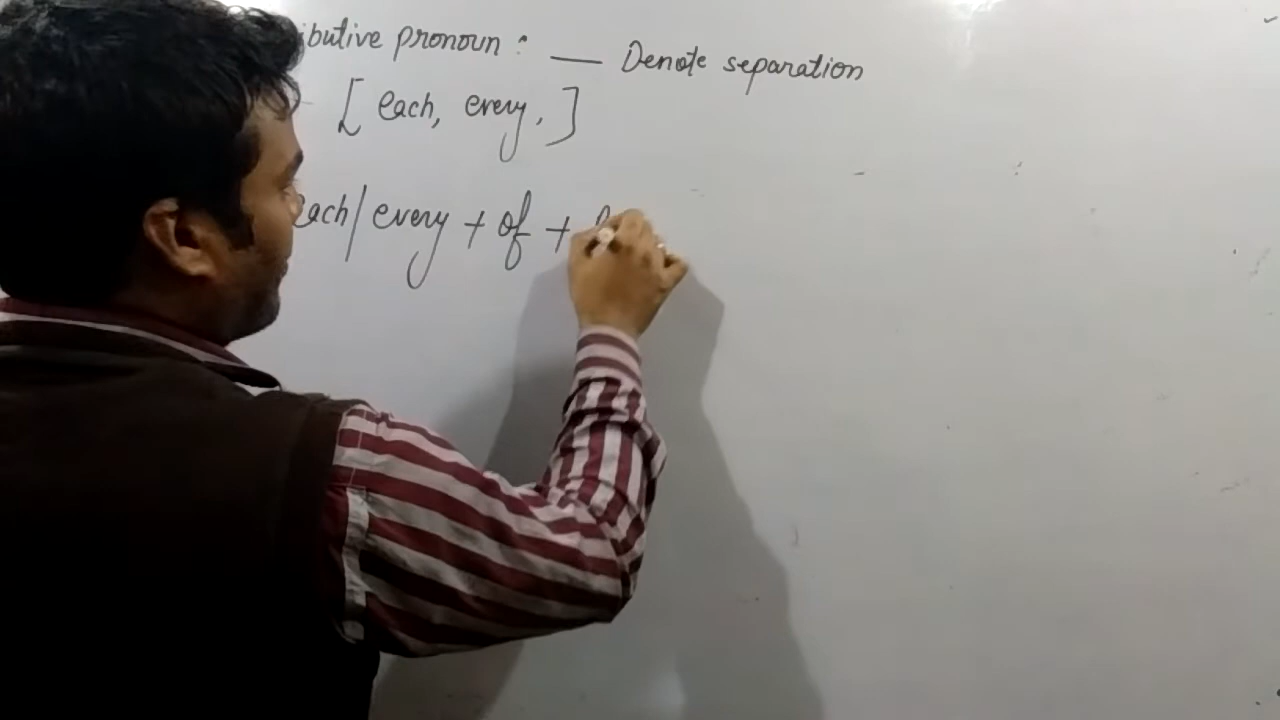 ibutive pronoun : — Denote separation
[ each, every, ]
each/every + of +